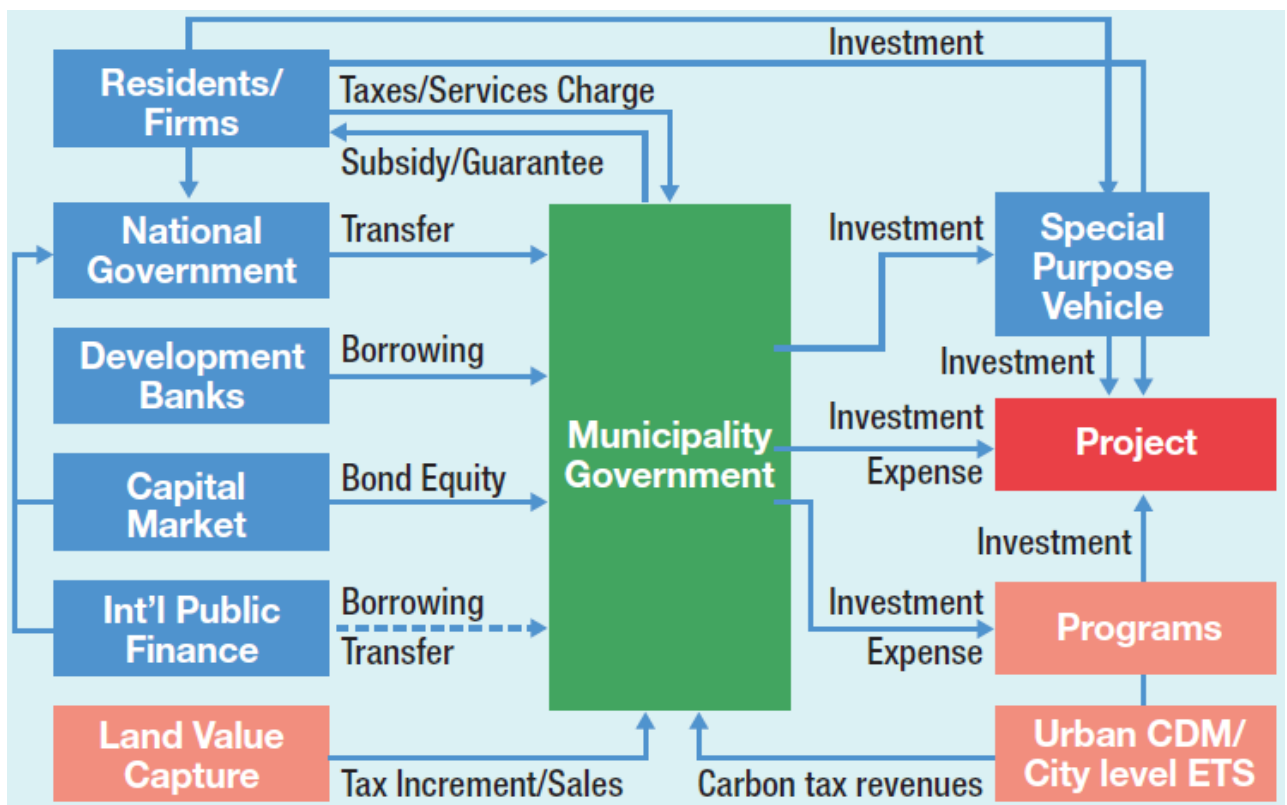 Residents/
Firms
Investment
Taxes/Services Charge
Subsidy/Guarantee
National
Government
Transfer
Investment
Special
Purpose
Vehicle
Development
Banks
Borrowing
Investment
Municipality
Government
Investment
Expense
Project
Capital
Market
Bond Equity
Investment
Int'l Public
Finance
Borrowing
Transfer
Investment
Expense
Programs
Land Value
Capture
Tax Increment/Sales
Carbon tax revenues
Urban CDM/
City level ETS